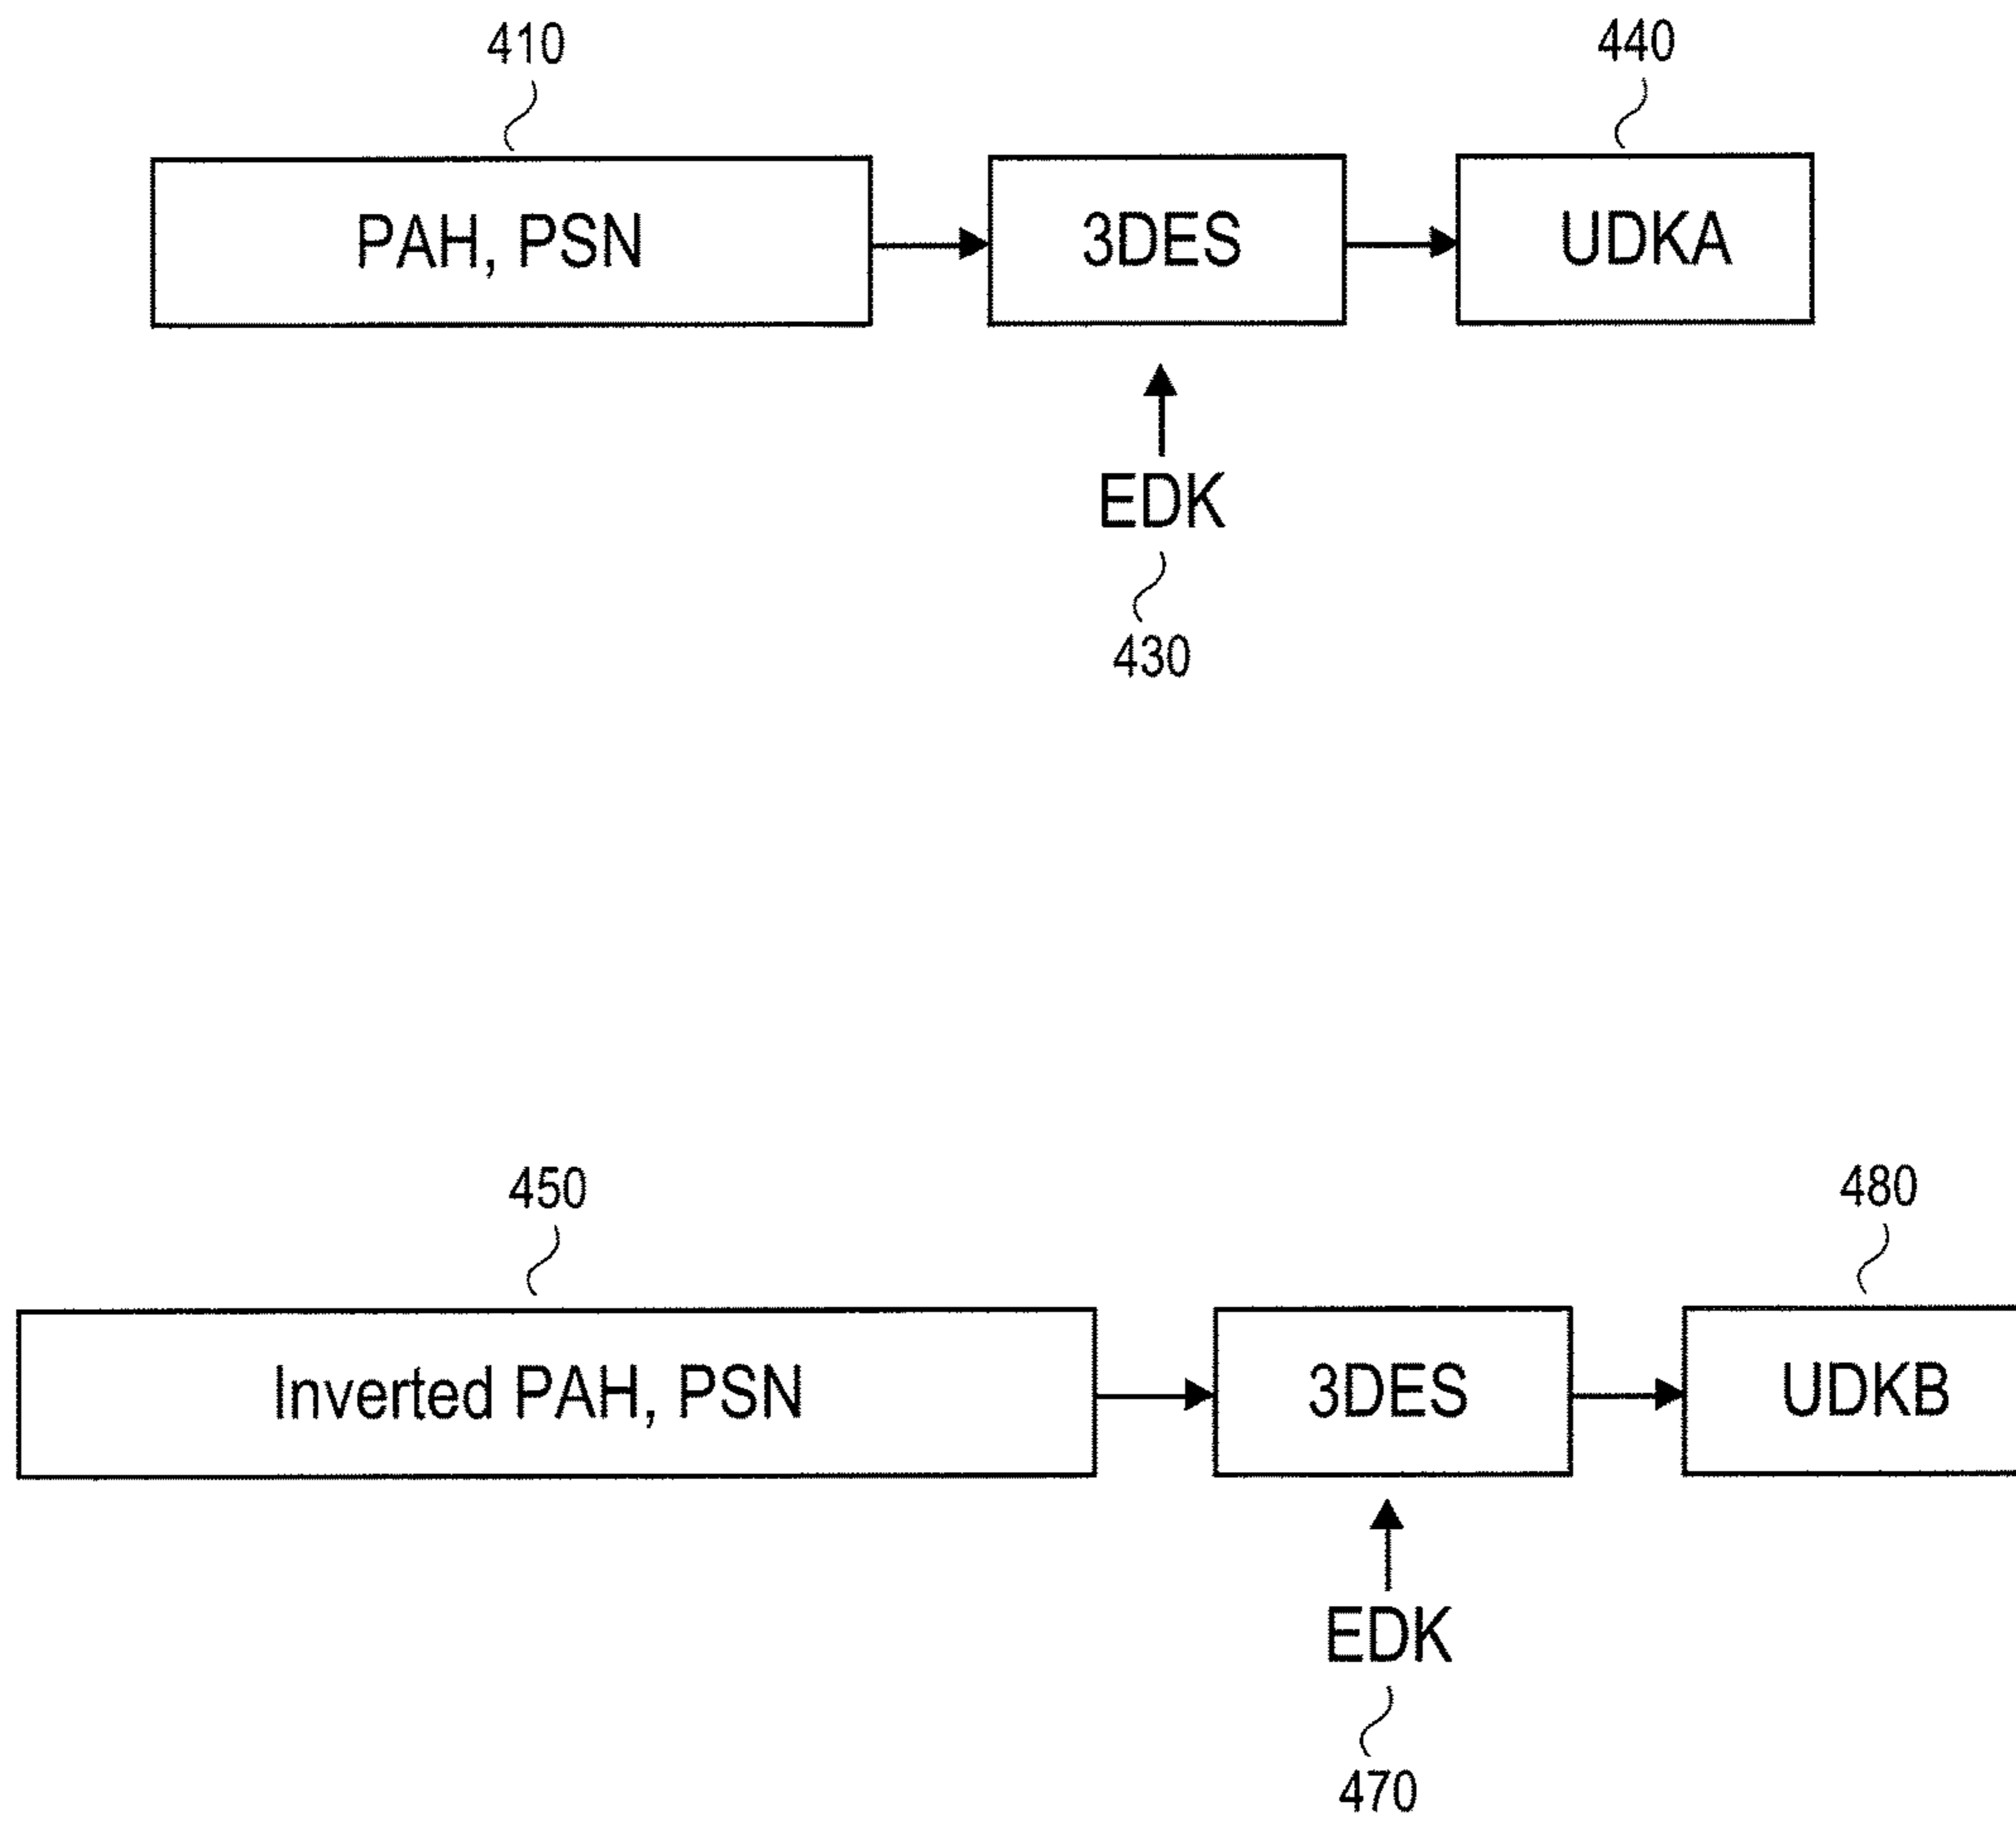 410
440
PAH, PSN
3DES
UDKA
EDK
430
450
480
Inverted PAH, PSN
3DES
UDKB
EDK
470